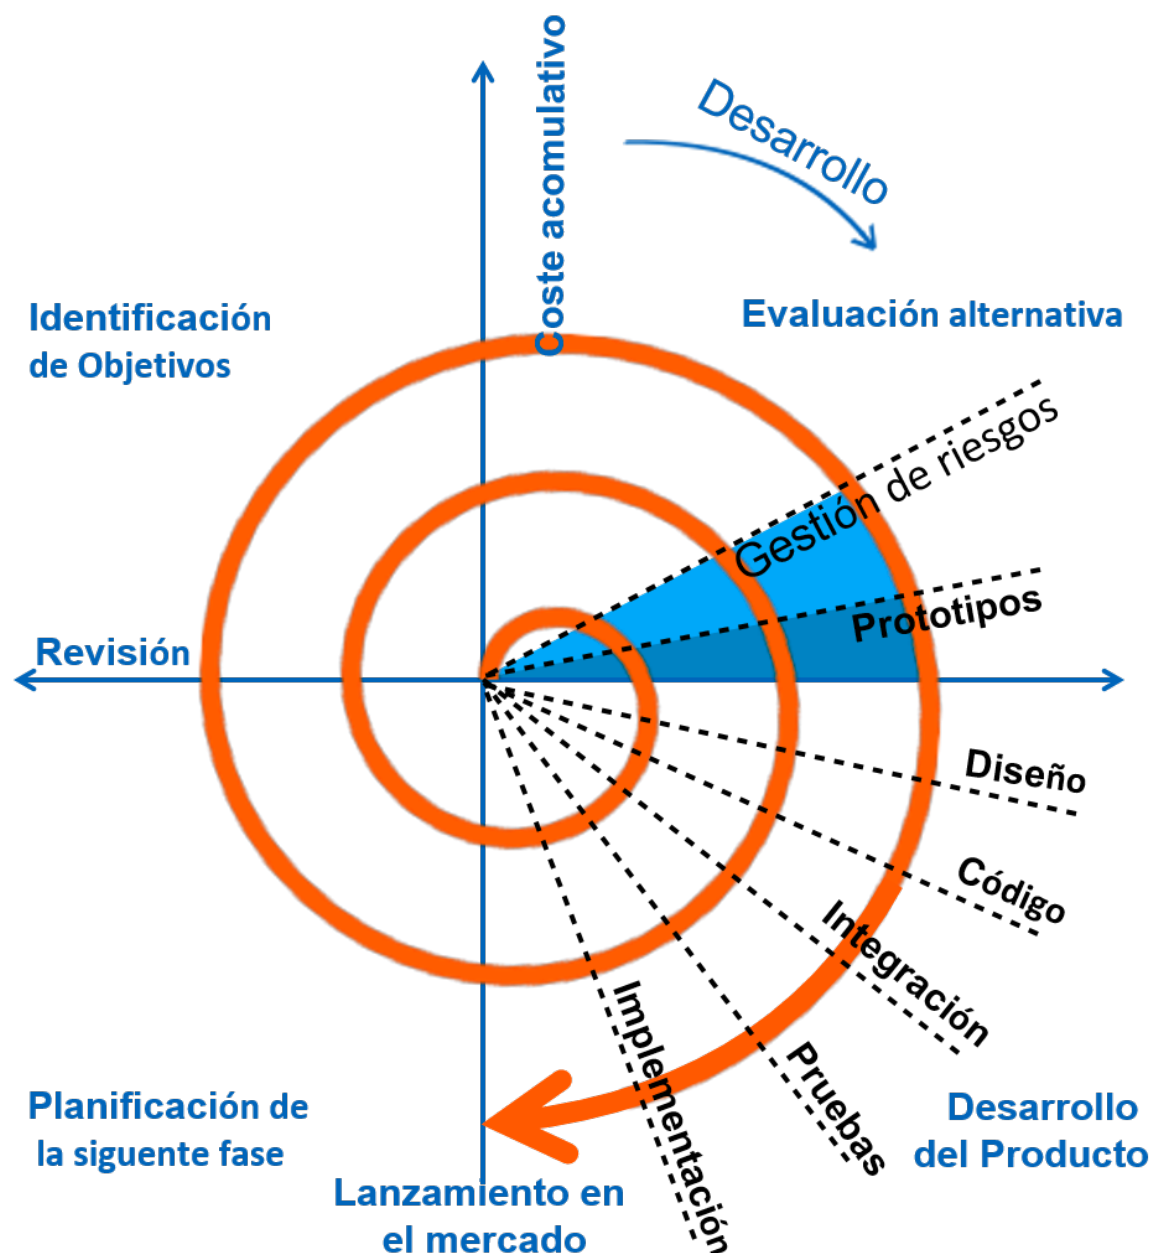 Coste acomulativo
Desarrollo
Identificación
de Objetivos
Evaluación alternativa
Gestión de riesgos
Prototipos
Revisión
Diseño
Código
Integración
Pruebas
Implementación
Planificación de
la siguente fase
Desarrollo
del Producto
Lanzamiento en
el mercado